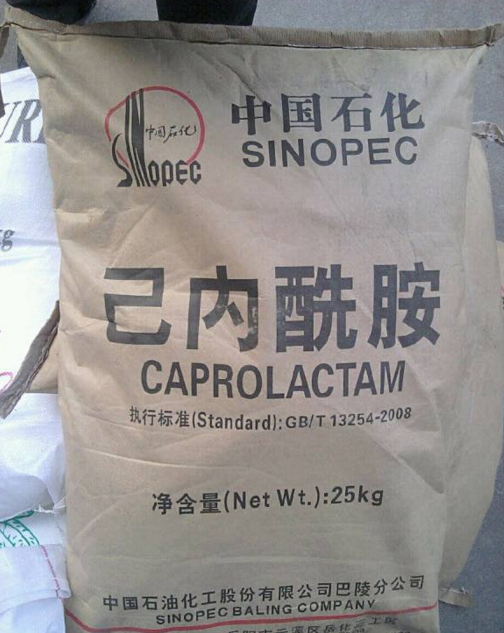 中国石化
SINOPEC
中国石化
SINOPEC
己内酰胺
CAPROLACTAM
执行标准(Standard):GB/T 13254-2008
净含量(Net Wt.):25kg
中国石油化工股份有限公司巴陵分公司
SINOPEC BALING COMPANY